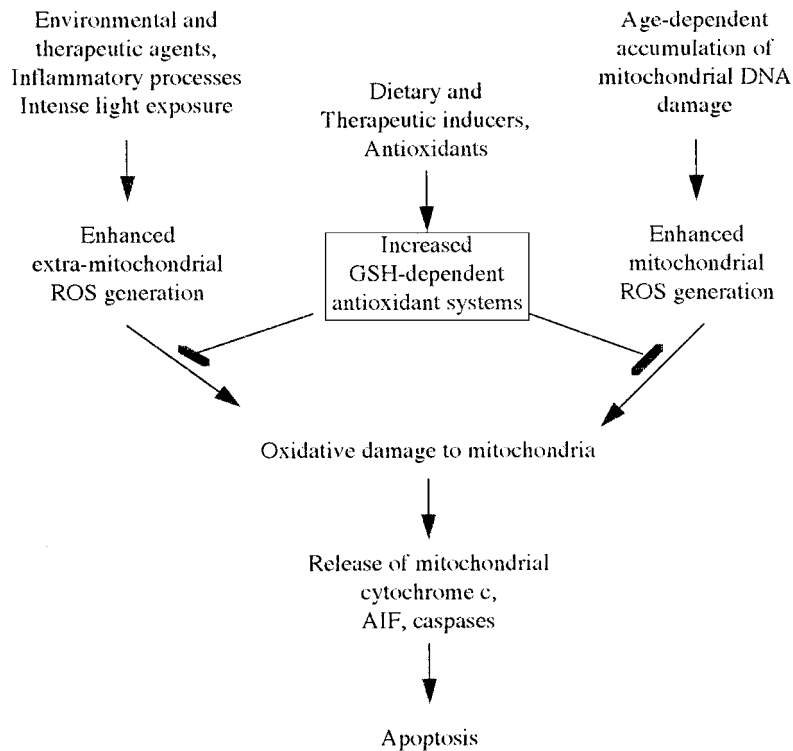 Environmental and
therapeutic agents,
Inflammatory processes
Intense light exposure
Dietary and
Therapeutic inducers,
Antioxidants
Age-dependent
accumulation of
mitochondrial DNA
damage
Enhanced
extra-mitochondrial
ROS generation
Increased
GSH-dependent
antioxidant systems
Enhanced
mitochondrial
ROS generation
Oxidative damage to mitochondria
Release of mitochondrial
cytochrome c,
AIF, caspases
Apoptosis